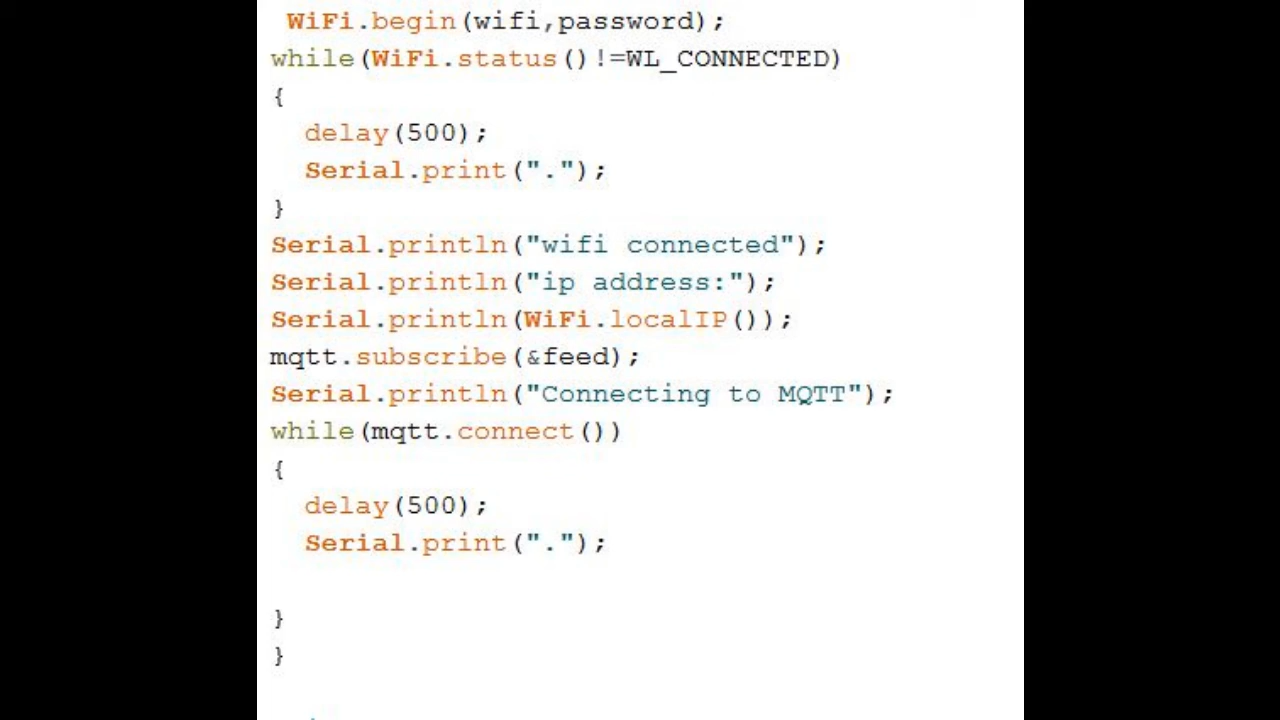 WiFi.begin(wifi,password);
while(WiFi.status()!=WL_CONNECTED)
{
delay(500);
Serial.print(".");
}
Serial.println("wifi connected");
Serial.println("ip address:");
Serial.println(WiFi.localIP());
mqtt.subscribe(&feed);
Serial.println("Connecting to MQTT");
while(mqtt.connect())
{
delay(500);
Serial.print(".");
}
}